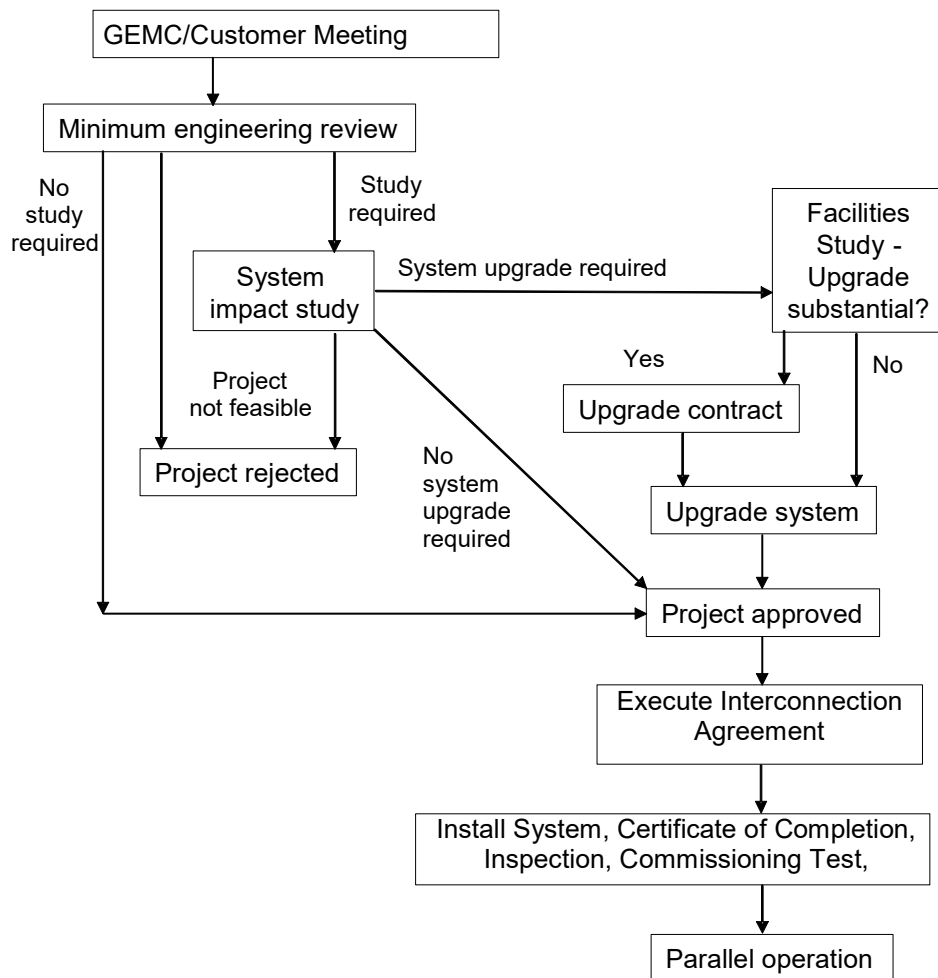 GEMC/Customer Meeting
Minimum engineering review
No
study
required
Study
required
System
impact study
System upgrade required
Facilities
Study -
Upgrade
substantial?
Project
not feasible
Yes
No
Upgrade contract
Project rejected
No
system
upgrade
required
Upgrade system
Project approved
Execute Interconnection
Agreement
Install System, Certificate of Completion,
Inspection, Commissioning Test,
Parallel operation